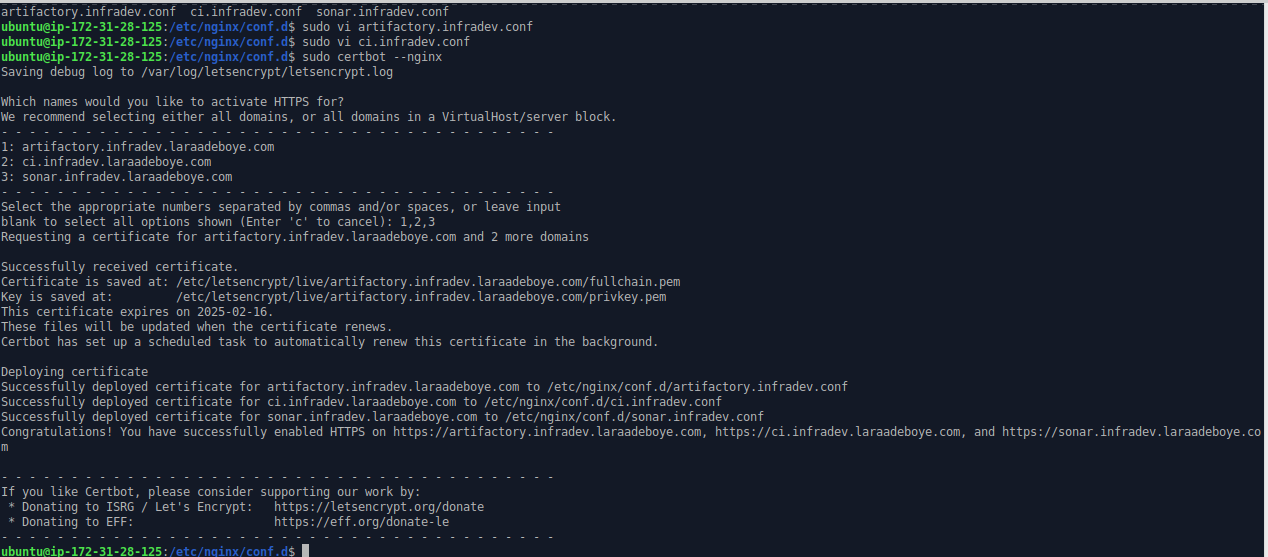 artifactory.infradev.conf  ci.infradev.conf  sonar.infradev.conf
ubuntu@ip-172-31-28-125:/etc/nginx/conf.d$ sudo vi artifactory.infradev.conf
ubuntu@ip-172-31-28-125:/etc/nginx/conf.d$ sudo vi ci.infradev.conf
ubuntu@ip-172-31-28-125:/etc/nginx/conf.d$ sudo certbot --nginx
Saving debug log to /var/log/letsencrypt/letsencrypt.log

Which names would you like to activate HTTPS for?
We recommend selecting either all domains, or all domains in a VirtualHost/server block.
- - - - - - - - - - - - - - - - - - - - - - - - - - - - - - - - - - - - - - - -
1: artifactory.infradev.laraadeboye.com
2: ci.infradev.laraadeboye.com
3: sonar.infradev.laraadeboye.com
- - - - - - - - - - - - - - - - - - - - - - - - - - - - - - - - - - - - - - - -
Select the appropriate numbers separated by commas and/or spaces, or leave input
blank to select all options shown (Enter 'c' to cancel): 1,2,3
Requesting a certificate for artifactory.infradev.laraadeboye.com and 2 more domains

Successfully received certificate.
Certificate is saved at: /etc/letsencrypt/live/artifactory.infradev.laraadeboye.com/fullchain.pem
Key is saved at:         /etc/letsencrypt/live/artifactory.infradev.laraadeboye.com/privkey.pem
This certificate expires on 2025-02-16.
These files will be updated when the certificate renews.
Certbot has set up a scheduled task to automatically renew this certificate in the background.

Deploying certificate
Successfully deployed certificate for artifactory.infradev.laraadeboye.com to /etc/nginx/conf.d/artifactory.infradev.conf
Successfully deployed certificate for ci.infradev.laraadeboye.com to /etc/nginx/conf.d/ci.infradev.conf
Successfully deployed certificate for sonar.infradev.laraadeboye.com to /etc/nginx/conf.d/sonar.infradev.conf
Congratulations! You have successfully enabled HTTPS on https://artifactory.infradev.laraadeboye.com, https://ci.infradev.laraadeboye.com, and https://sonar.infradev.laraadeboye.co
m

- - - - - - - - - - - - - - - - - - - - - - - - - - - - - - - - - - - - - - - -
If you like Certbot, please consider supporting our work by:
 * Donating to ISRG / Let's Encrypt:   https://letsencrypt.org/donate
 * Donating to EFF:                    https://eff.org/donate-le
- - - - - - - - - - - - - - - - - - - - - - - - - - - - - - - - - - - - - - - -
ubuntu@ip-172-31-28-125:/etc/nginx/conf.d$